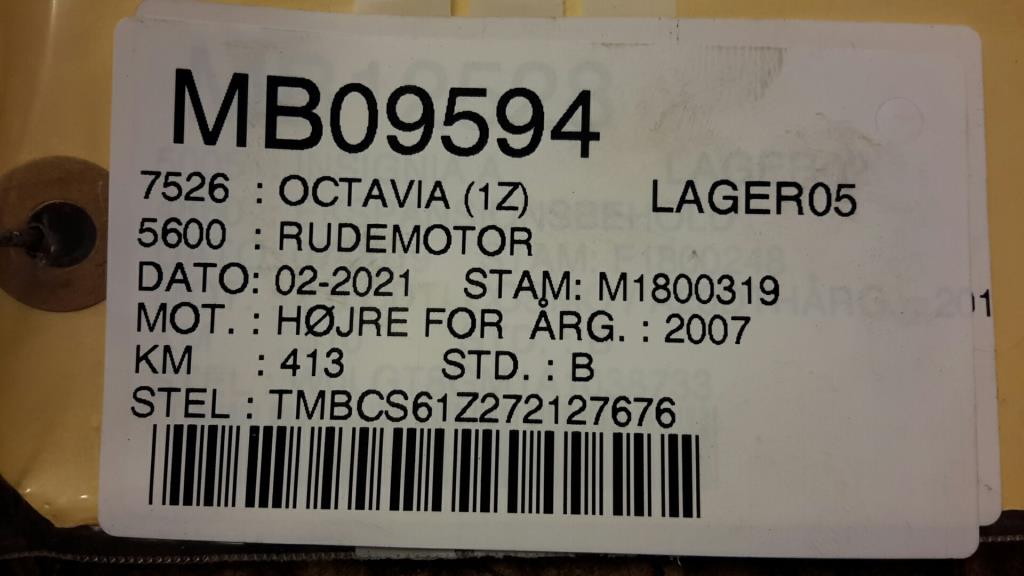 MB09594
7526 : OCTAVIA (1Z) LAGER05
5600 : RUDEMOTOR
DATO: 02-2021 STAM: M1800319
MOT. : HØJRE FOR ÅRG. : 2007
KM : 413 STD. : B
STEL : TMBCS61Z272127676